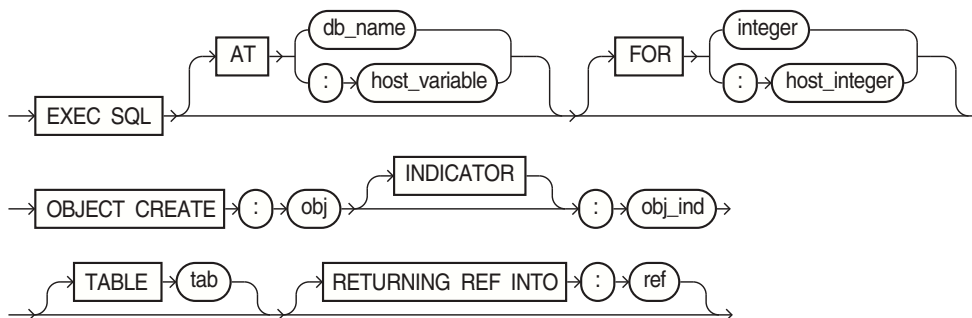 db_name integer
AT FOR
: host_variable : host_integer
EXEC SQL
INDICATOR
OBJECT CREATE : obj : obj_ind
TABLE tab RETURNING REF INTO : ref